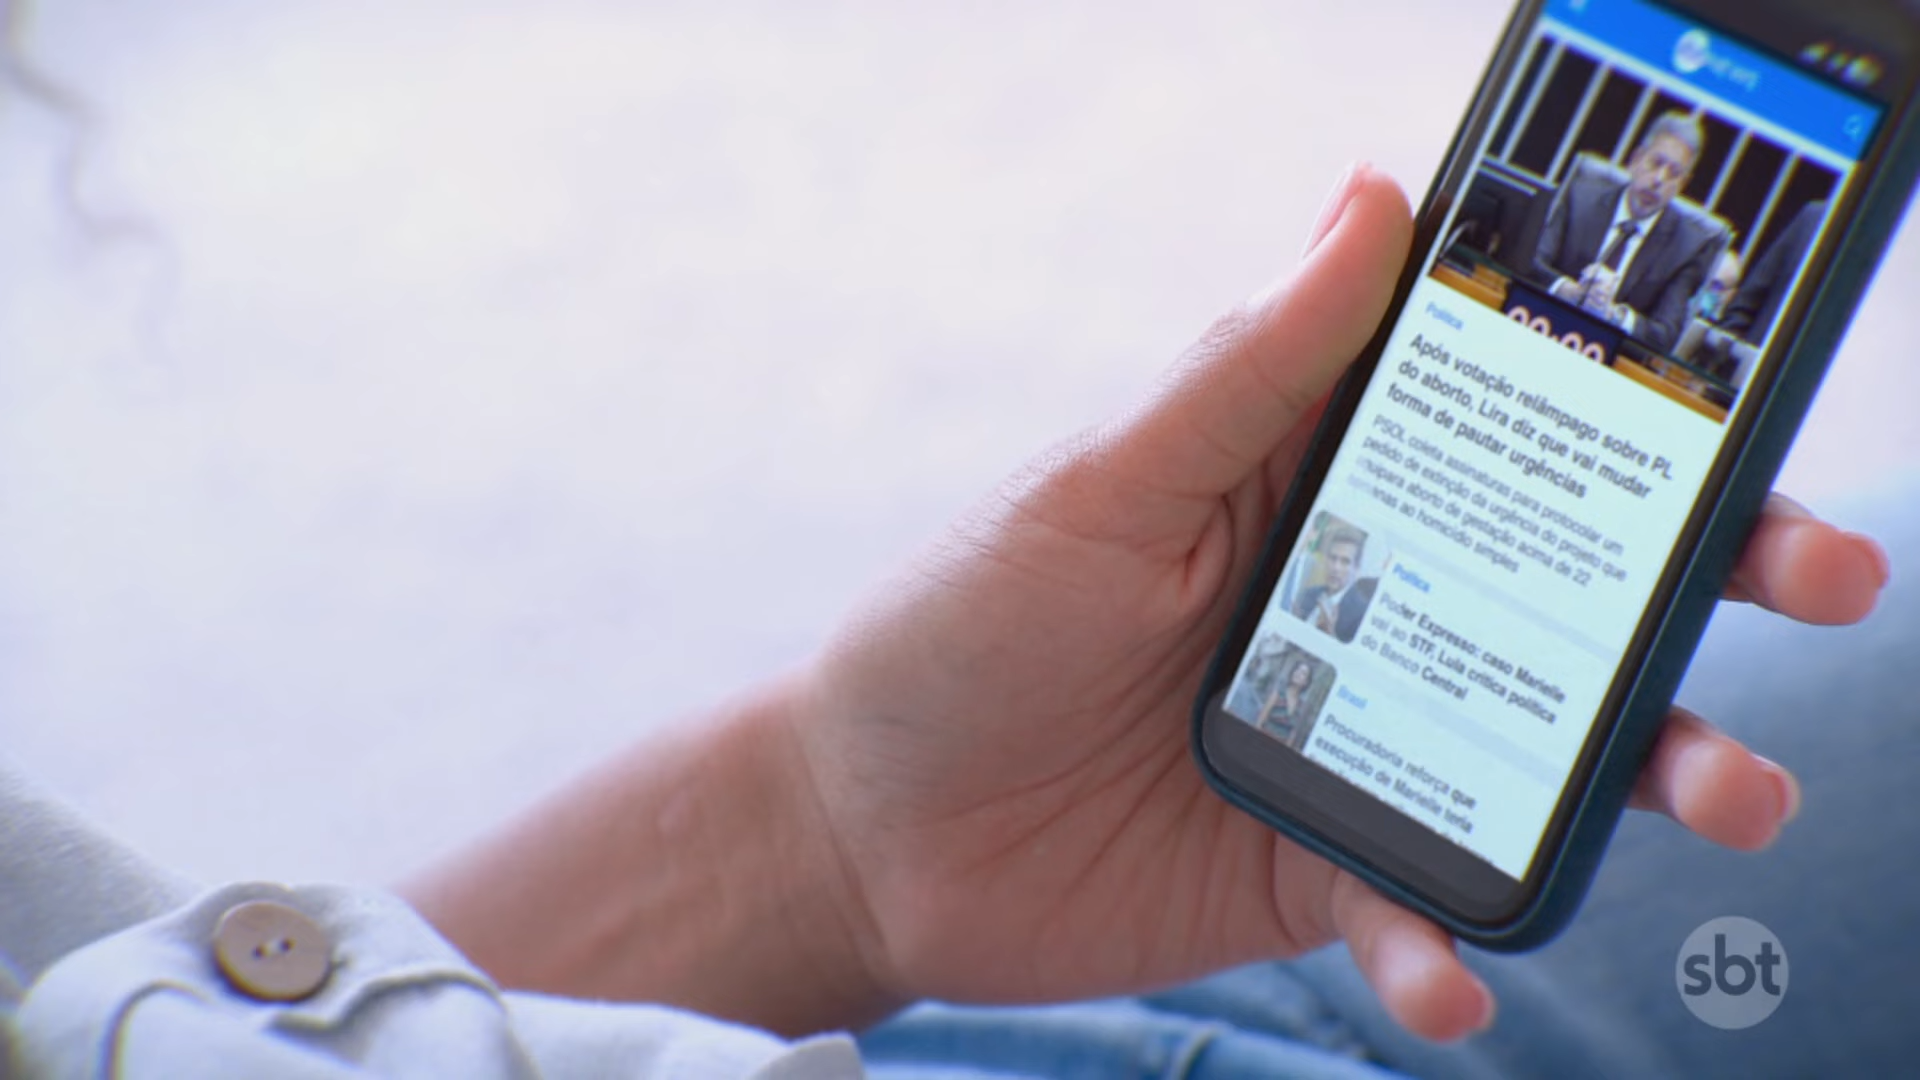 news
Política
Após votação relâmpago sobre PL
do aborto, Lira diz que vai mudar
forma de pautar urgências
PSOL coleta assinaturas para protocolar um
pedido de extinção da urgência do projeto que
equipara aborto de gestação acima de 22
semanas ao homicídio simples
00:00
Política
Poder Expresso: caso Marielle
vai ao STF, Lula critica política
do Banco Central
Brasil
Procuradoria reforça que
execução de Marielle teria
sbt